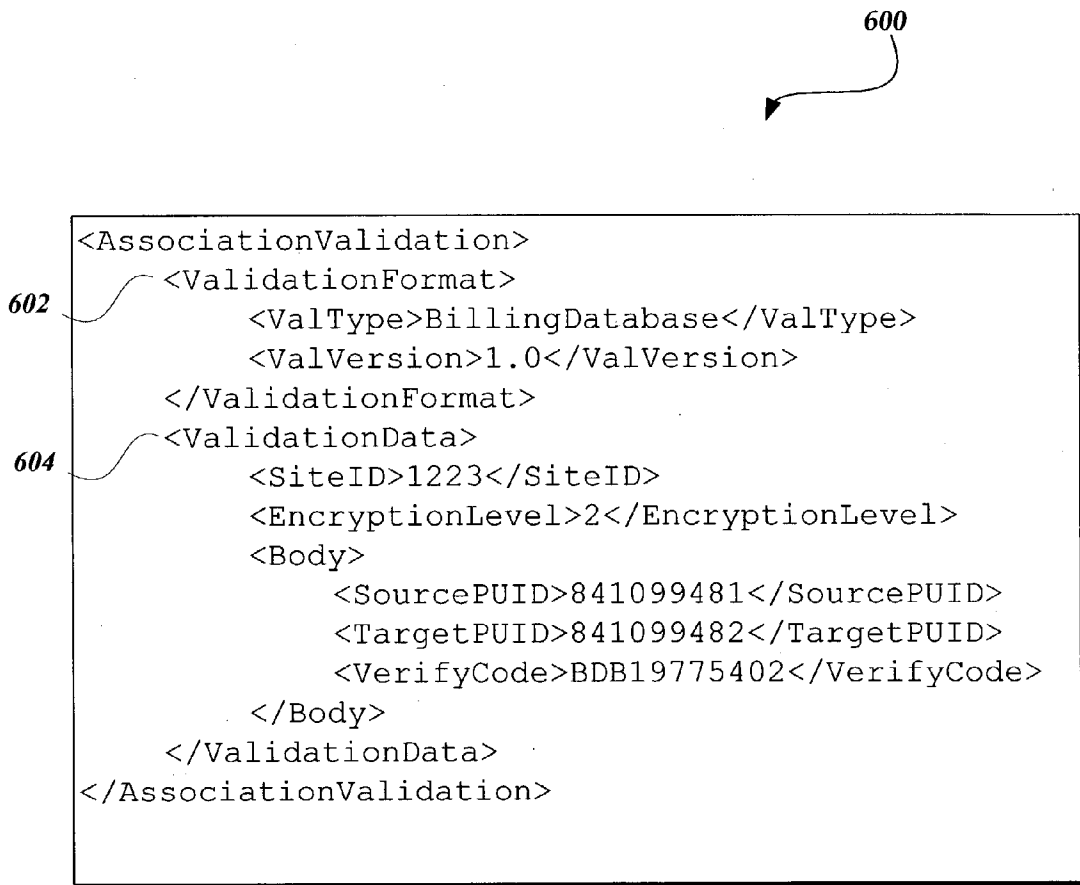 600
<AssociationValidation>
602
<ValidationFormat>
<ValType>BillingDatabase</ValType>
<ValVersion>1.0</ValVersion>
</ValidationFormat>
604
<ValidationData>
<SiteID>1223</SiteID>
<EncryptionLevel>2</EncryptionLevel>
<Body>
<SourcePUID>841099481</SourcePUID>
<TargetPUID>841099482</TargetPUID>
<VerifyCode>BDB19775402</VerifyCode>
</Body>
</ValidationData>
</AssociationValidation>